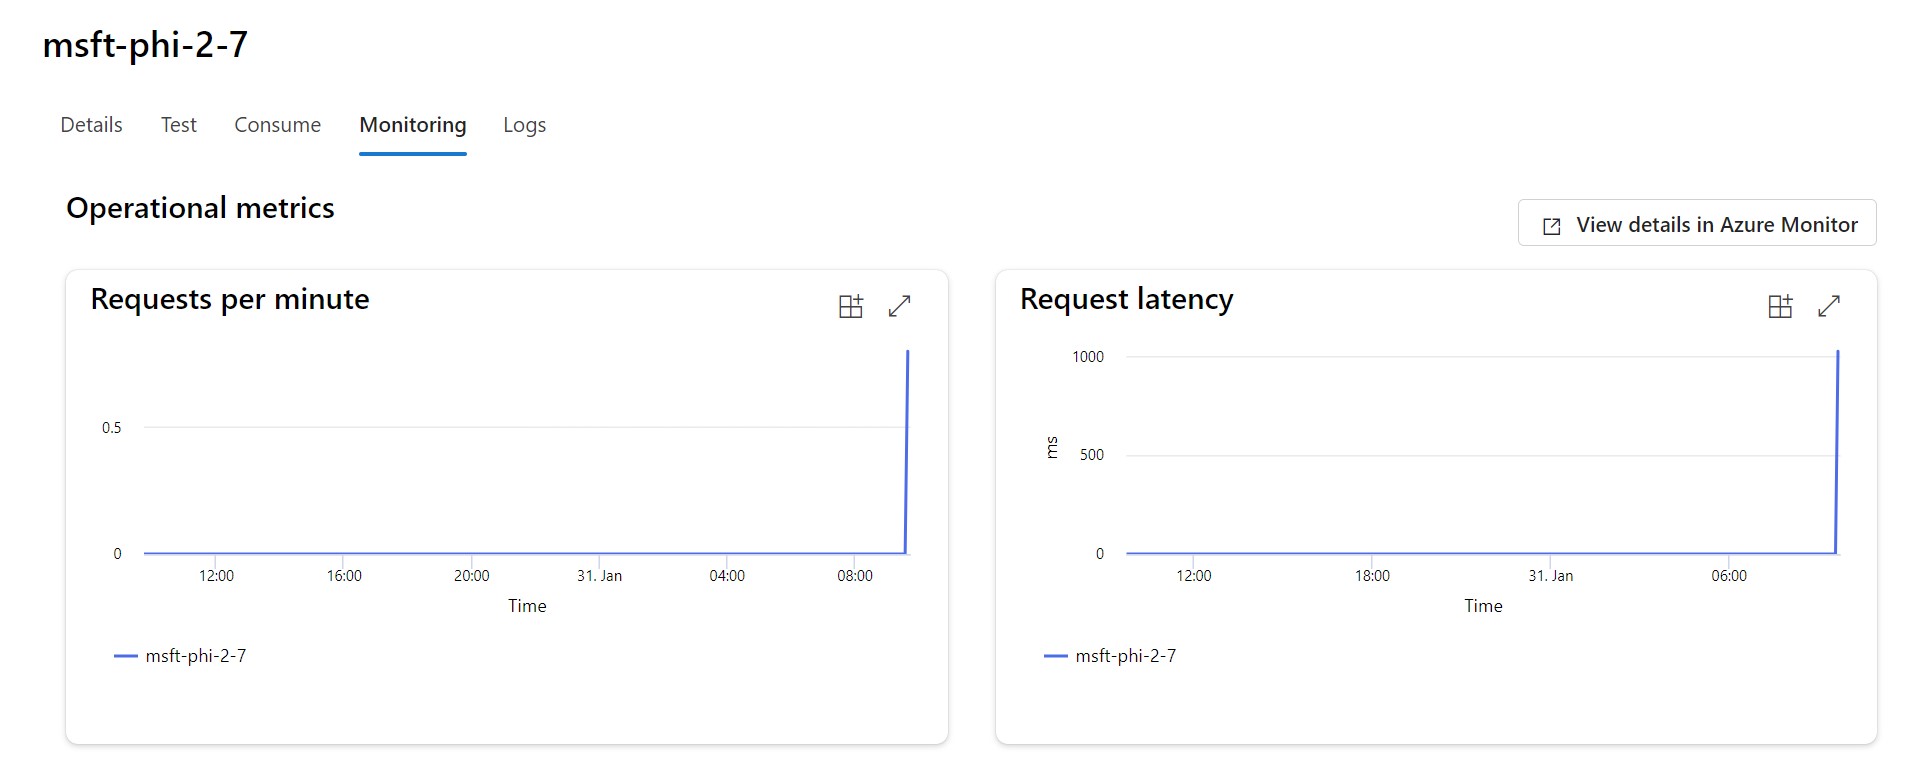 msft-phi-2-7
Details Test Consume Monitoring Logs
Operational metrics
View details in Azure Monitor
Requests per minute
0.5
0
12:00 16:00 20:00 31. Jan 04:00 08:00
Time
msft-phi-2-7
Request latency
1000
ms
500
0
12:00 18:00 31. Jan 06:00
Time
msft-phi-2-7